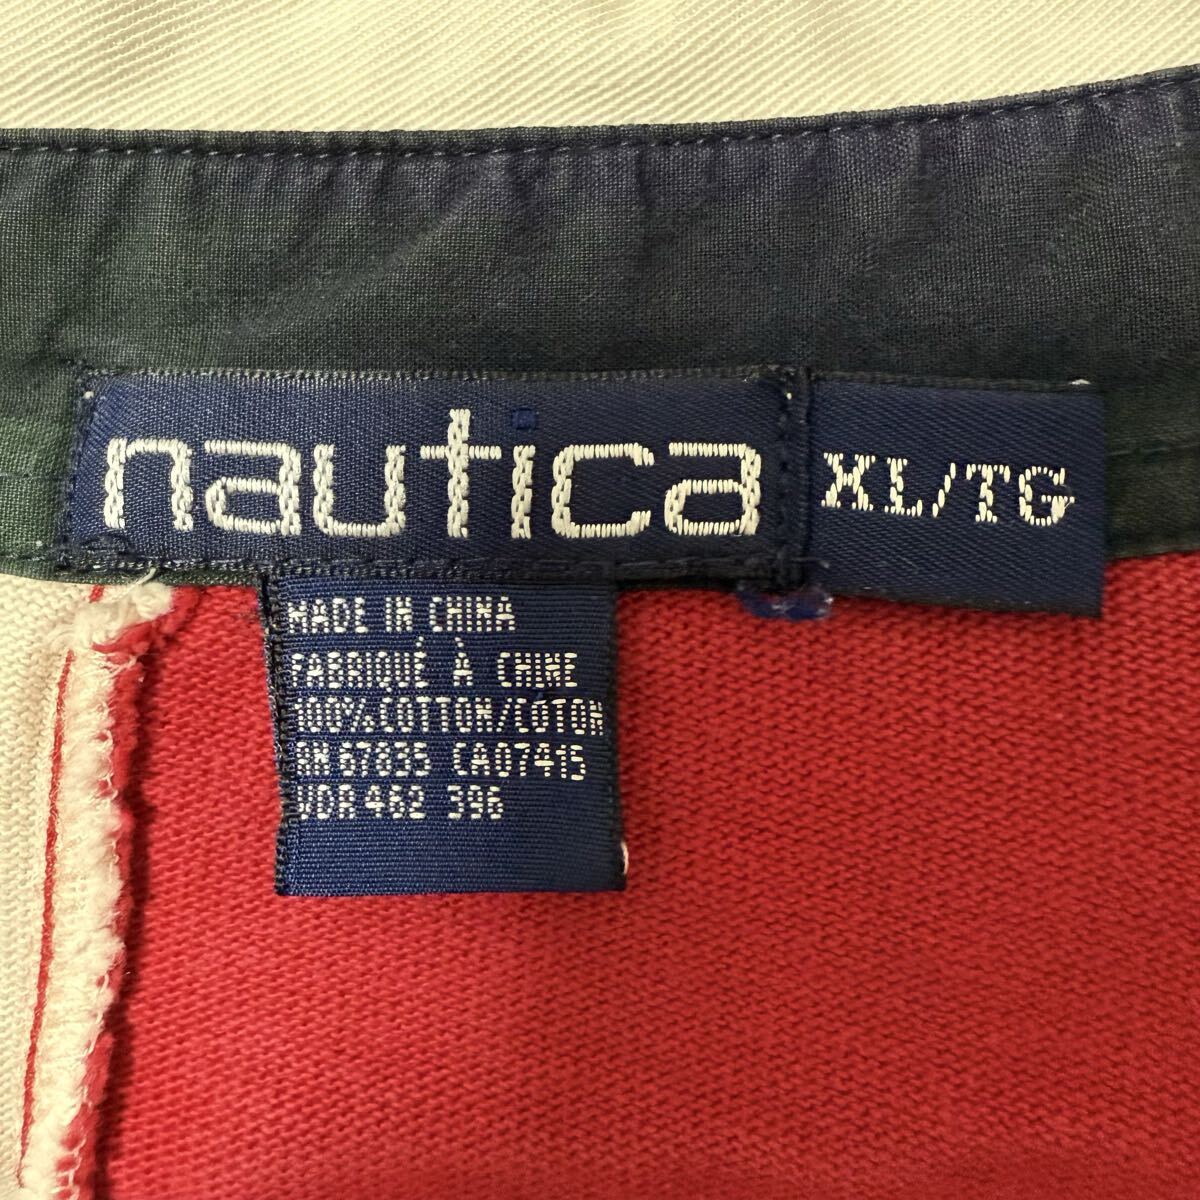 nautica
XL/TG
MADE IN CHINA
FABRIQUÉ À CHINE
100% COTTON/COTON
RN 67835 CA07415
VDR 462 396